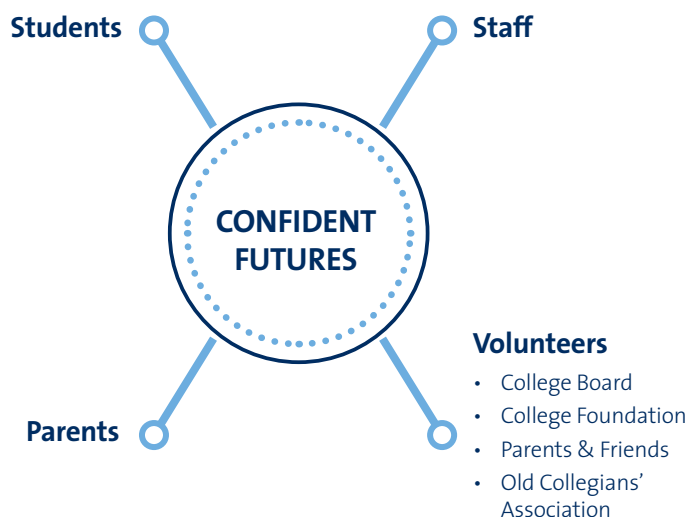 Students
Staff
CONFIDENT
FUTURES
Parents
Volunteers
• College Board
• College Foundation
• Parents & Friends
• Old Collegians’
Association